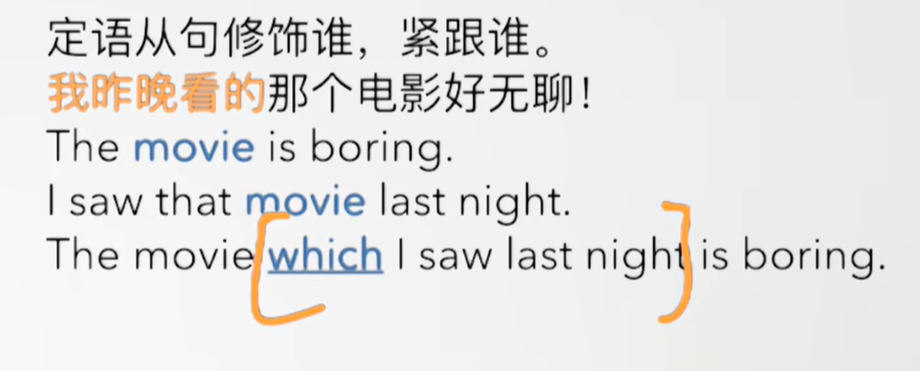 定语从句修饰谁，紧跟谁。
我昨晚看的那个电影好无聊！
The movie is boring.
I saw that movie last night.
The movie which I saw last night is boring.